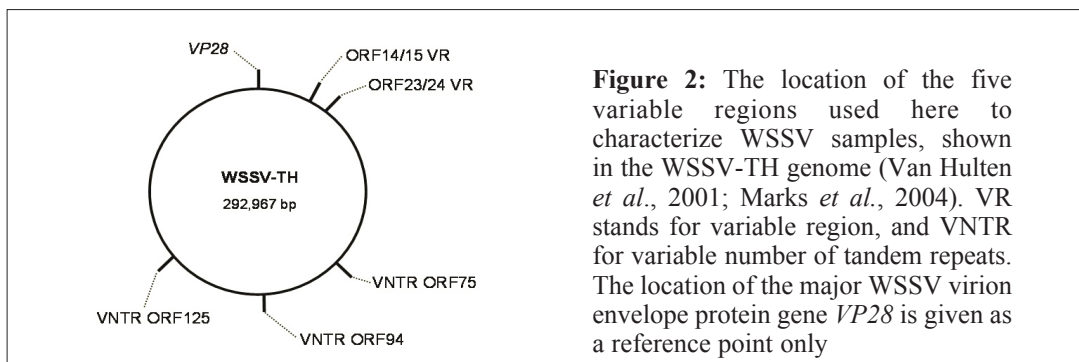 VP28
ORF14/15 VR
ORF23/24 VR
WSSV-TH
292,967 bp
VNTR ORF75
VNTR ORF125
VNTR ORF94
Figure 2: The location of the five
variable regions used here to
characterize WSSV samples, shown
in the WSSV-TH genome (Van Hulten
et al., 2001; Marks et al., 2004). VR
stands for variable region, and VNTR
for variable number of tandem repeats.
The location of the major WSSV virion
envelope protein gene VP28 is given as
a reference point only